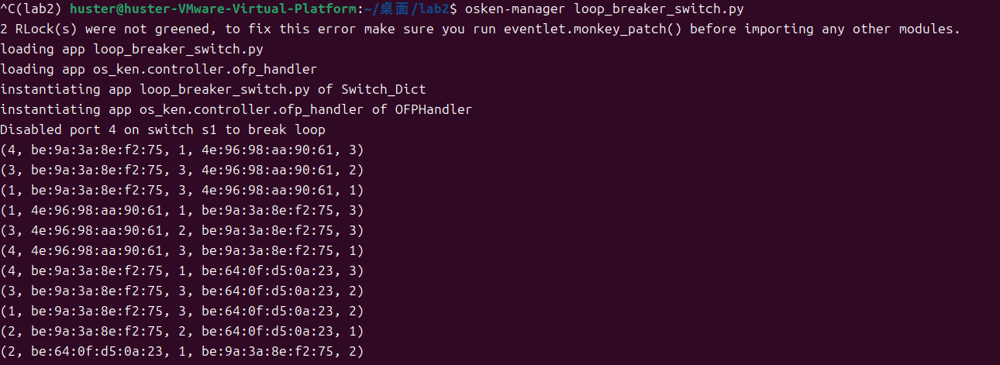 ^C(lab2) huster@huster-VMware-Virtual-Platform:~/桌面/lab2$ osken-manager loop_breaker_switch.py
2 RLock(s) were not greened, to fix this error make sure you run eventlet.monkey_patch() before importing any other modules.
loading app loop_breaker_switch.py
loading app os_ken.controller.ofp_handler
instantiating app loop_breaker_switch.py of Switch_Dict
instantiating app os_ken.controller.ofp_handler of OFPHandler
Disabled port 4 on switch s1 to break loop
(4, be:9a:3a:8e:f2:75, 1, 4e:96:98:aa:90:61, 3)
(3, be:9a:3a:8e:f2:75, 3, 4e:96:98:aa:90:61, 2)
(1, be:9a:3a:8e:f2:75, 3, 4e:96:98:aa:90:61, 1)
(1, 4e:96:98:aa:90:61, 1, be:9a:3a:8e:f2:75, 3)
(3, 4e:96:98:aa:90:61, 2, be:9a:3a:8e:f2:75, 3)
(4, 4e:96:98:aa:90:61, 3, be:9a:3a:8e:f2:75, 1)
(4, be:9a:3a:8e:f2:75, 1, be:64:0f:d5:0a:23, 3)
(3, be:9a:3a:8e:f2:75, 3, be:64:0f:d5:0a:23, 2)
(1, be:9a:3a:8e:f2:75, 3, be:64:0f:d5:0a:23, 2)
(2, be:9a:3a:8e:f2:75, 2, be:64:0f:d5:0a:23, 1)
(2, be:64:0f:d5:0a:23, 1, be:9a:3a:8e:f2:75, 2)